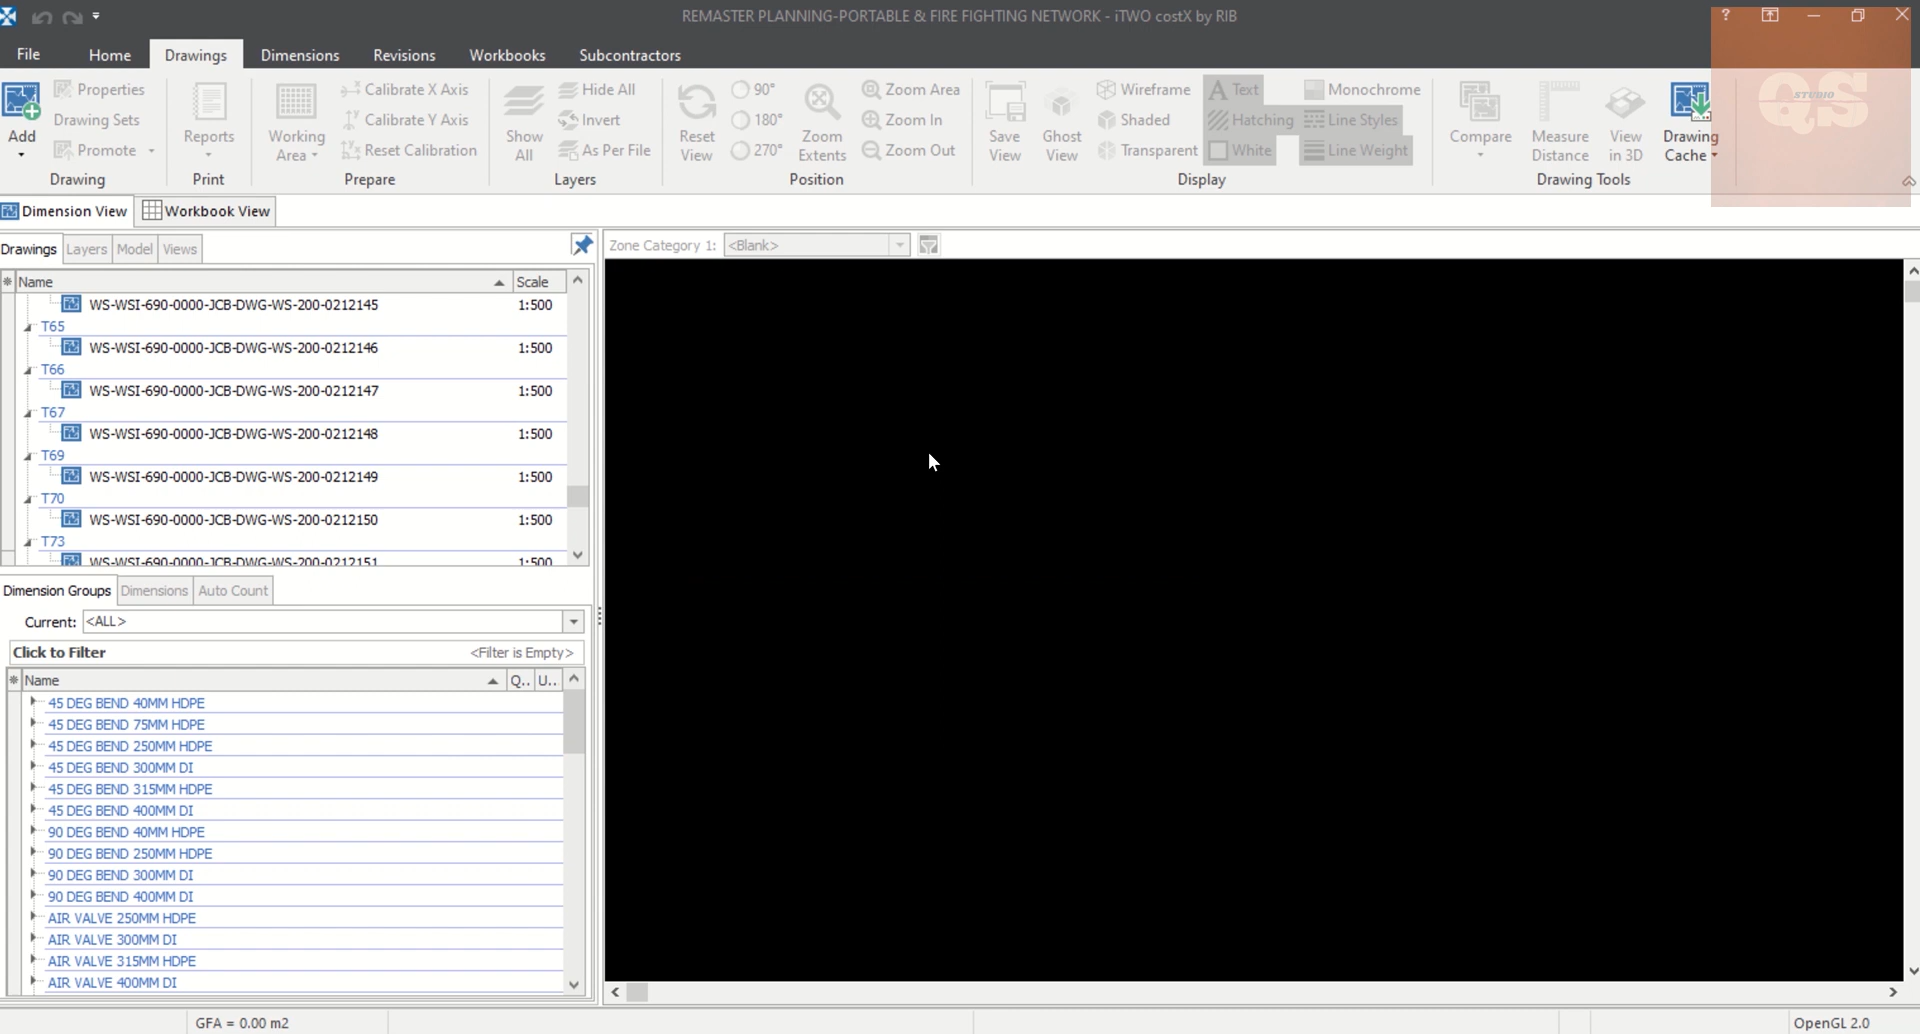 REMASTER PLANNING-PORTABLE & FIRE FIGHTING NETWORK - iTWO costX by RIB
?
File Home Drawings Dimensions Revisions Workbooks Subcontractors
Properties Calibrate X Axis Hide All 90° Zoom Area Wireframe A Text Monochrome
Drawing Sets Calibrate Y Axis Invert 180° Zoom In Shaded Hatching Line Styles
Add Promote Reports Working Area Reset Calibration Show All As Per File Reset View 270° Zoom Extents Zoom Out Save View Ghost View Transparent White Line Weight Compare Measure Distance View in 3D Drawing Cache
Drawing Print Prepare Layers Position Display Drawing Tools
STUDIO
QS
Dimension View Workbook View
Drawings Layers Model Views
Zone Category 1: <Blank>
Name Scale
WS-WSI-690-0000-JCB-DWG-WS-200-0212145 1:500
T65
WS-WSI-690-0000-JCB-DWG-WS-200-0212146 1:500
T66
WS-WSI-690-0000-JCB-DWG-WS-200-0212147 1:500
T67
WS-WSI-690-0000-JCB-DWG-WS-200-0212148 1:500
T69
WS-WSI-690-0000-JCB-DWG-WS-200-0212149 1:500
T70
WS-WSI-690-0000-JCB-DWG-WS-200-0212150 1:500
T73
WS-WSI-690-0000-JCB-DWG-WS-200-0212151 1:500
Dimension Groups Dimensions Auto Count
Current: <ALL>
Click to Filter <Filter is Empty>
Name Q.. U..
45 DEG BEND 40MM HDPE
45 DEG BEND 75MM HDPE
45 DEG BEND 250MM HDPE
45 DEG BEND 300MM DI
45 DEG BEND 315MM HDPE
45 DEG BEND 400MM DI
90 DEG BEND 40MM HDPE
90 DEG BEND 250MM HDPE
90 DEG BEND 300MM DI
90 DEG BEND 400MM DI
AIR VALVE 250MM HDPE
AIR VALVE 300MM DI
AIR VALVE 315MM HDPE
AIR VALVE 400MM DI
GFA = 0.00 m2 OpenGL 2.0